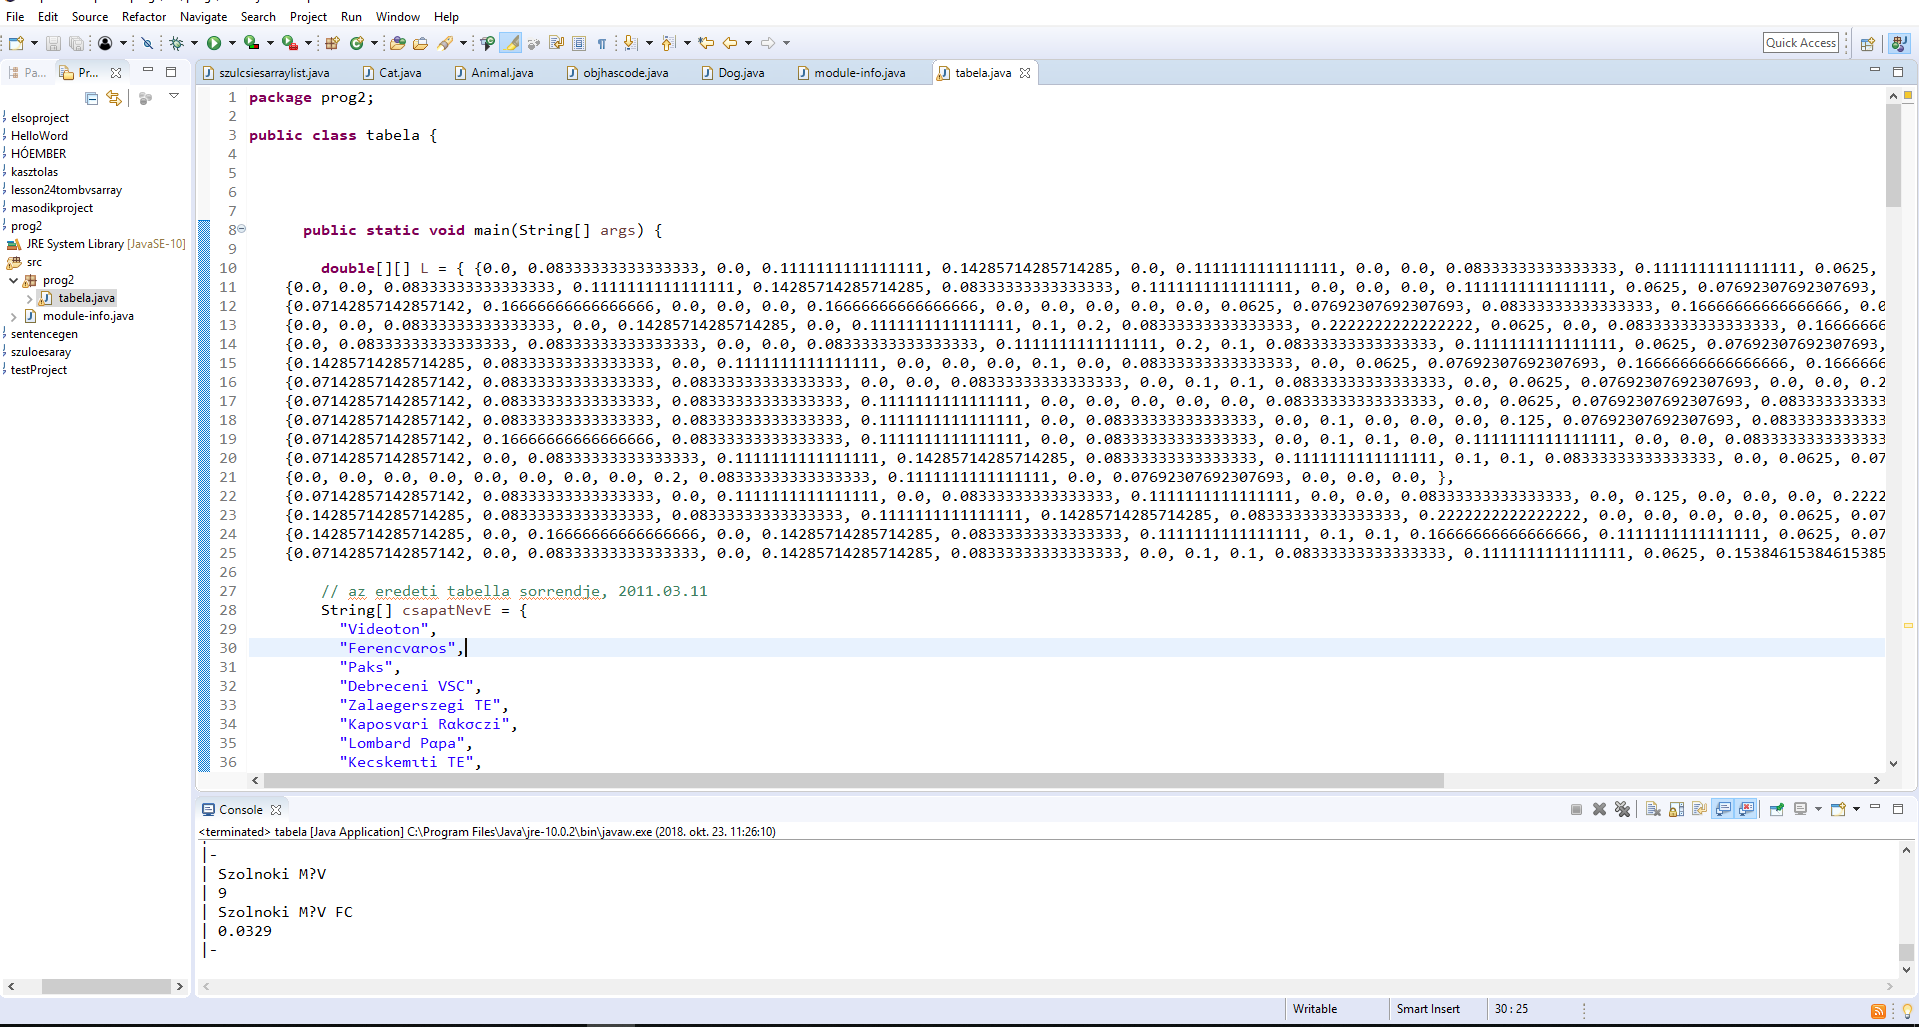 File Edit Source Refactor Navigate Search Project Run Window Help
Quick Access
Pa... Pr...
szulcsiesarraylist.java Cat.java Animal.java objhascode.java Dog.java module-info.java tabela.java
elsoproject
HelloWord
HÓEMBER
kasztolas
lesson24tombvsarray
masodikproject
prog2
JRE System Library [JavaSE-10]
src
prog2
tabela.java
module-info.java
sentencegen
szuloesaray
testProject
1 package prog2;
2
3 public class tabela {
4
5
6
7
8 public static void main(String[] args) {
9
10 double[][] L = { {0.0, 0.08333333333333333, 0.0, 0.1111111111111111, 0.14285714285714285, 0.0, 0.1111111111111111, 0.0, 0.0, 0.08333333333333333, 0.1111111111111111, 0.0625,
11 {0.0, 0.0, 0.08333333333333333, 0.1111111111111111, 0.14285714285714285, 0.08333333333333333, 0.1111111111111111, 0.0, 0.0, 0.0, 0.1111111111111111, 0.0625, 0.07692307692307693,
12 {0.07142857142857142, 0.16666666666666666, 0.0, 0.0, 0.0, 0.16666666666666666, 0.0, 0.0, 0.0, 0.0, 0.0, 0.0625, 0.07692307692307693, 0.08333333333333333, 0.16666666666666666, 0.0
13 {0.0, 0.0, 0.08333333333333333, 0.0, 0.14285714285714285, 0.0, 0.1111111111111111, 0.1, 0.2, 0.08333333333333333, 0.2222222222222222, 0.0625, 0.0, 0.08333333333333333, 0.1666666
14 {0.0, 0.08333333333333333, 0.08333333333333333, 0.0, 0.0, 0.08333333333333333, 0.1111111111111111, 0.2, 0.1, 0.08333333333333333, 0.1111111111111111, 0.0625, 0.07692307692307693,
15 {0.14285714285714285, 0.08333333333333333, 0.0, 0.1111111111111111, 0.0, 0.0, 0.0, 0.1, 0.0, 0.08333333333333333, 0.0, 0.0625, 0.07692307692307693, 0.16666666666666666, 0.1666666
16 {0.07142857142857142, 0.08333333333333333, 0.08333333333333333, 0.0, 0.0, 0.08333333333333333, 0.0, 0.1, 0.1, 0.08333333333333333, 0.0, 0.0625, 0.07692307692307693, 0.0, 0.0, 0.2
17 {0.07142857142857142, 0.08333333333333333, 0.08333333333333333, 0.1111111111111111, 0.0, 0.0, 0.0, 0.0, 0.0, 0.08333333333333333, 0.0, 0.0625, 0.07692307692307693, 0.083333333333
18 {0.07142857142857142, 0.08333333333333333, 0.08333333333333333, 0.1111111111111111, 0.0, 0.08333333333333333, 0.0, 0.1, 0.0, 0.0, 0.0, 0.125, 0.07692307692307693, 0.0833333333333
19 {0.07142857142857142, 0.16666666666666666, 0.08333333333333333, 0.1111111111111111, 0.0, 0.08333333333333333, 0.0, 0.1, 0.1, 0.0, 0.1111111111111111, 0.0, 0.0, 0.0833333333333
20 {0.07142857142857142, 0.0, 0.08333333333333333, 0.1111111111111111, 0.14285714285714285, 0.08333333333333333, 0.1111111111111111, 0.1, 0.1, 0.08333333333333333, 0.0, 0.0625, 0.07
21 {0.0, 0.0, 0.0, 0.0, 0.0, 0.0, 0.0, 0.0, 0.2, 0.08333333333333333, 0.1111111111111111, 0.0, 0.07692307692307693, 0.0, 0.0, 0.0, },
22 {0.07142857142857142, 0.08333333333333333, 0.0, 0.1111111111111111, 0.0, 0.08333333333333333, 0.1111111111111111, 0.0, 0.0, 0.08333333333333333, 0.0, 0.125, 0.0, 0.0, 0.0, 0.2222
23 {0.14285714285714285, 0.08333333333333333, 0.08333333333333333, 0.1111111111111111, 0.14285714285714285, 0.08333333333333333, 0.2222222222222222, 0.0, 0.0, 0.0, 0.0, 0.0625, 0.07
24 {0.14285714285714285, 0.0, 0.16666666666666666, 0.0, 0.14285714285714285, 0.08333333333333333, 0.1111111111111111, 0.1, 0.1, 0.16666666666666666, 0.1111111111111111, 0.0625, 0.07
25 {0.07142857142857142, 0.0, 0.08333333333333333, 0.0, 0.14285714285714285, 0.08333333333333333, 0.0, 0.1, 0.1, 0.08333333333333333, 0.1111111111111111, 0.0625, 0.15384615384615385
26
27 // az eredeti tabella sorrendje, 2011.03.11
28 String[] csapatNevE = {
29 "Videoton",
30 "Ferencvαros",
31 "Paks",
32 "Debreceni VSC",
33 "Zalaegerszegi TE",
34 "Kaposvαri Rαkσczi",
35 "Lombard Pαpa",
36 "Kecskemιti TE",
Console
<terminated> tabela [Java Application] C:\Program Files\Java\jre-10.0.2\bin\javaw.exe (2018. okt. 23. 11:26:10)
|-
| Szolnoki M?V
| 9
| Szolnoki M?V FC
| 0.0329
|-
Writable Smart Insert 30 : 25